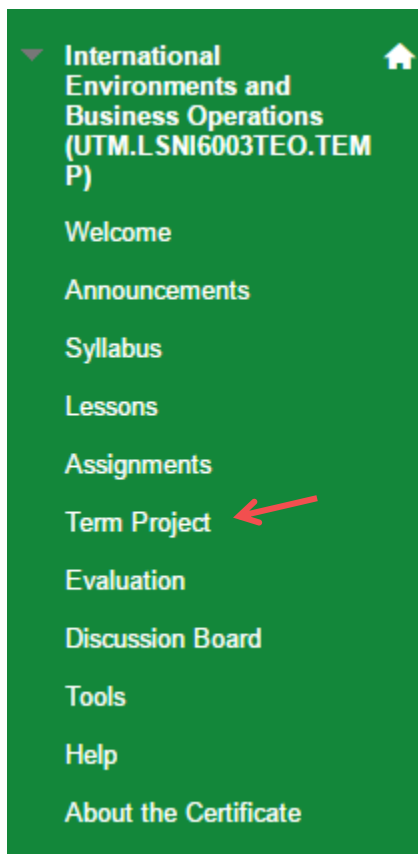 International
Environments and
Business Operations
(UTM.LSNI6003TEO.TEM
P)
Welcome
Announcements
Syllabus
Lessons
Assignments
Term Project
Evaluation
Discussion Board
Tools
Help
About the Certificate